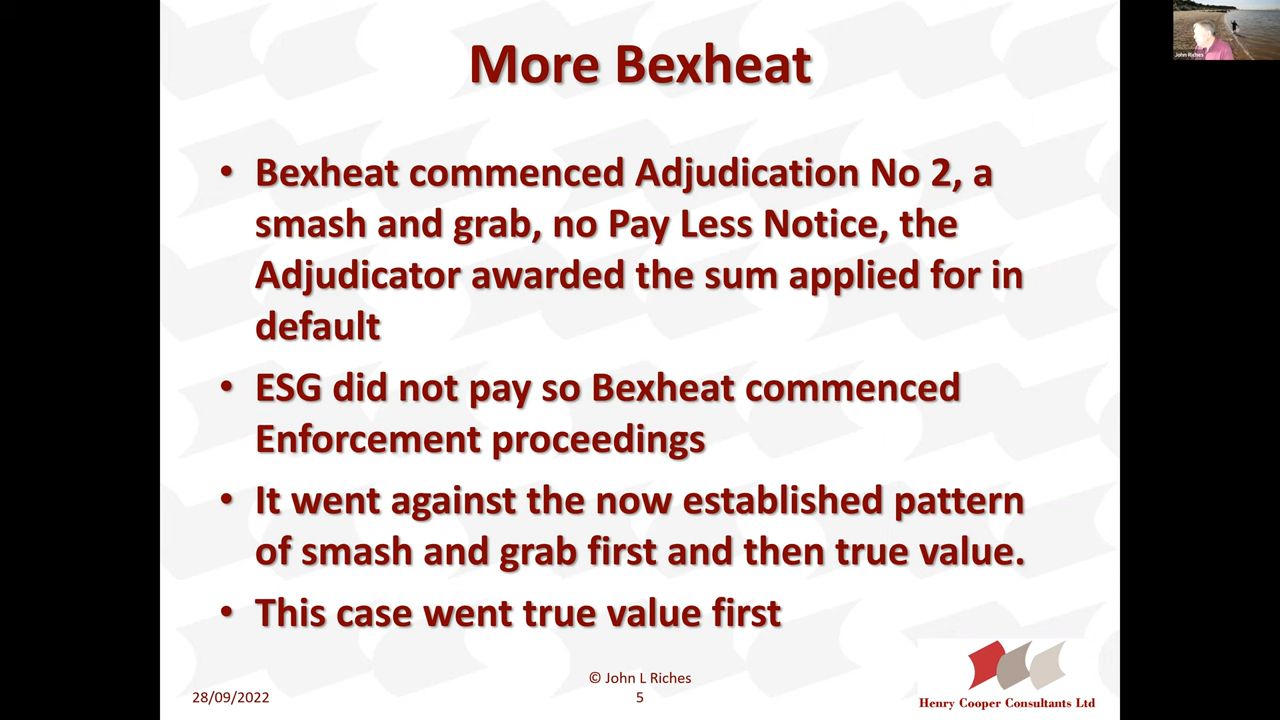 More Bexheat
• Bexheat commenced Adjudication No 2, a
smash and grab, no Pay Less Notice, the
Adjudicator awarded the sum applied for in
default
• ESG did not pay so Bexheat commenced
Enforcement proceedings
• It went against the now established pattern
of smash and grab first and then true value.
• This case went true value first
© John L Riches
28/09/2022
5
Henry Cooper Consultants Ltd
John Riches